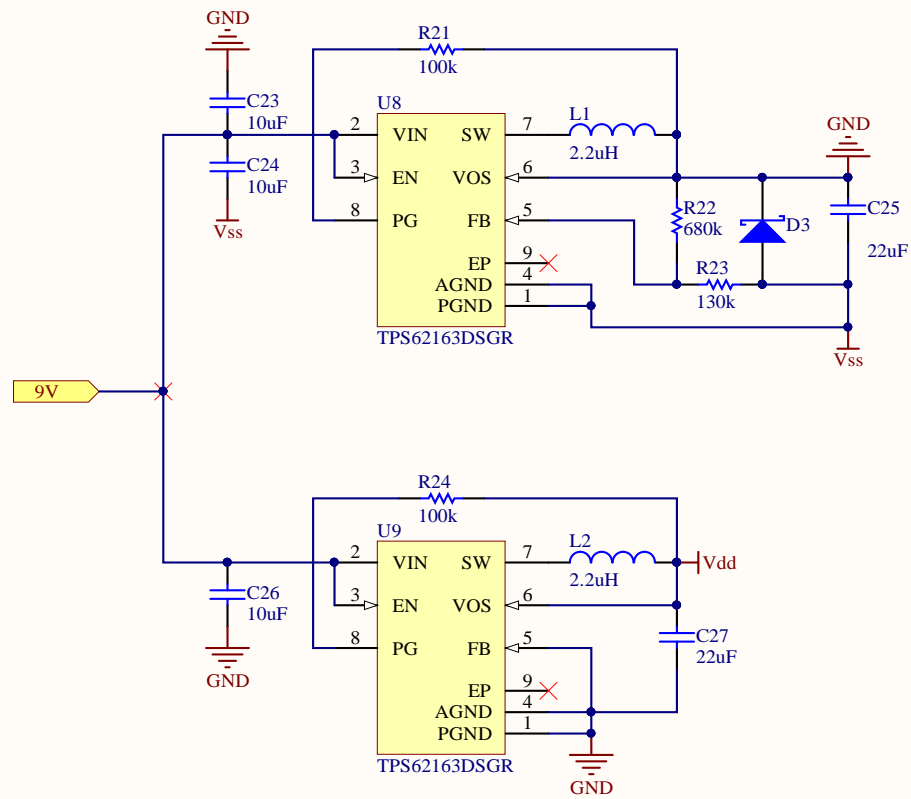 GND
R21
100k
C23
10uF
U8
2
VIN
SW
7
L1
2.2uH
GND
C24
10uF
3
EN
VOS
6
Vss
8
PG
FB
5
R22
680k
D3
C25
22uF
EP
9
R23
130k
AGND
4
PGND
1
TPS62163DSGR
Vss
9V
R24
100k
U9
2
VIN
SW
7
L2
2.2uH
Vdd
C26
10uF
3
EN
VOS
6
8
PG
FB
5
C27
22uF
GND
EP
9
AGND
4
PGND
1
TPS62163DSGR
GND